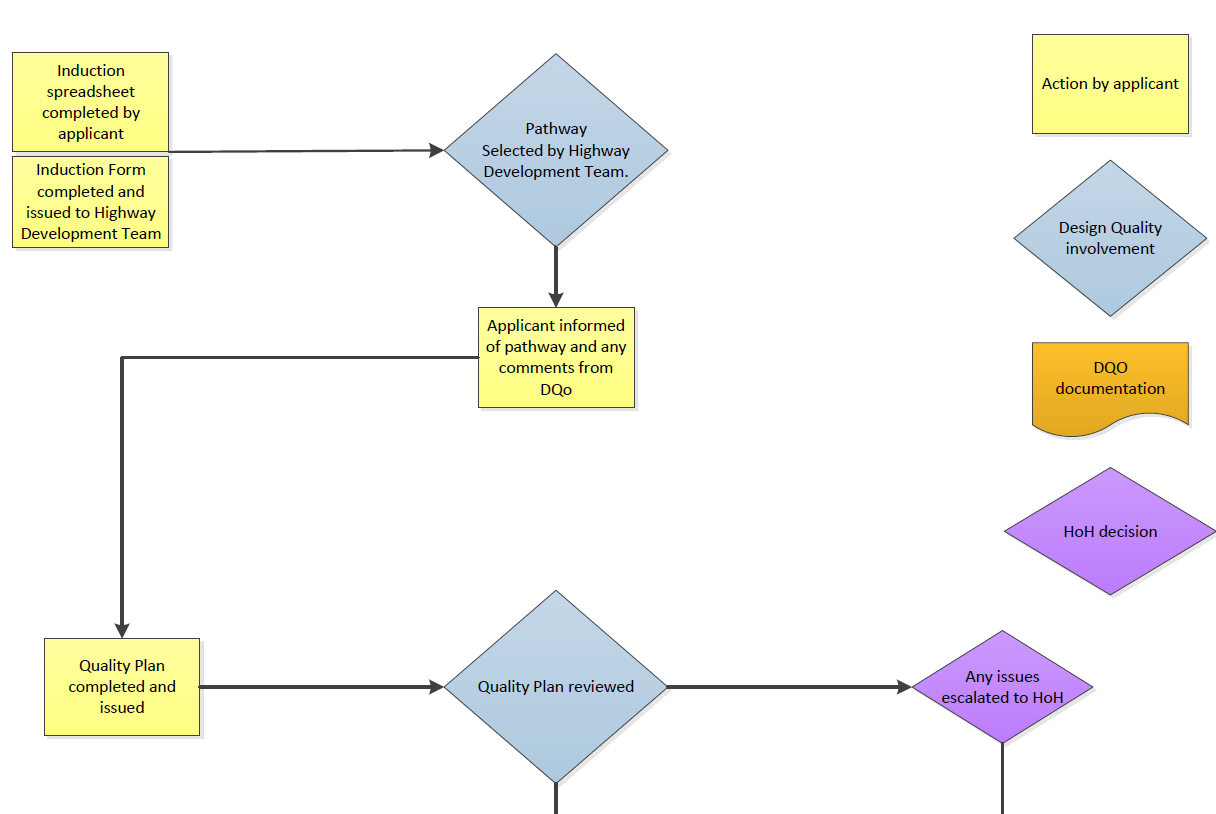 Induction
spreadsheet
completed by
applicant
Induction Form
completed and
issued to Highway
Development Team
Pathway
Selected by Highway
Development Team.
Applicant informed
of pathway and any
comments from
DQo
Quality Plan
completed and
issued
Quality Plan reviewed
Any issues
escalated to HoH
Action by applicant
Design Quality
involvement
DQO
documentation
HoH decision